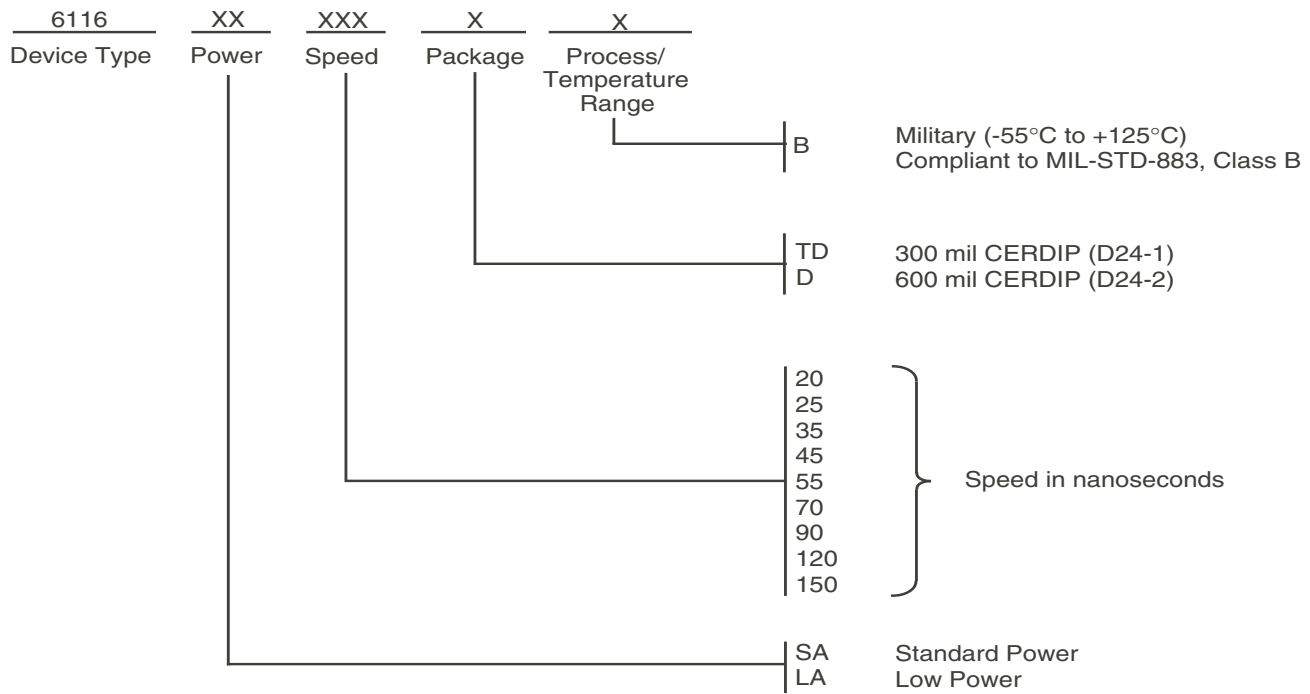 6116 XX XXX X X
Device Type Power Speed Package Process/
Temperature
Range
B Military (-55°C to +125°C)
Compliant to MIL-STD-883, Class B
TD 300 mil CERDIP (D24-1)
D 600 mil CERDIP (D24-2)
20
25
35
45
55 Speed in nanoseconds
70
90
120
150
SA Standard Power
LA Low Power